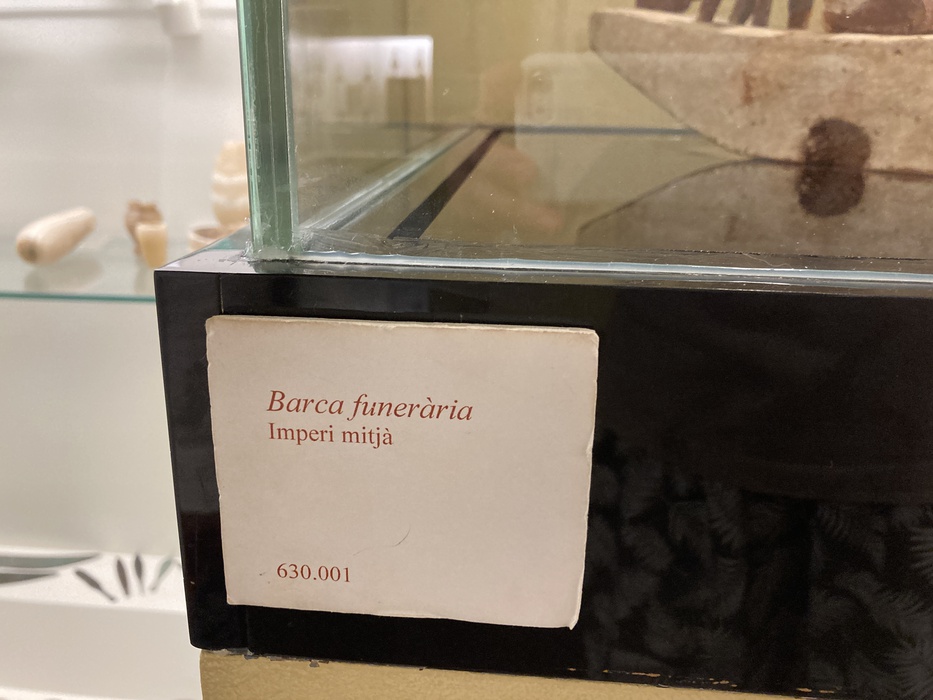 Barca funerària
Imperi mitjà
630.001